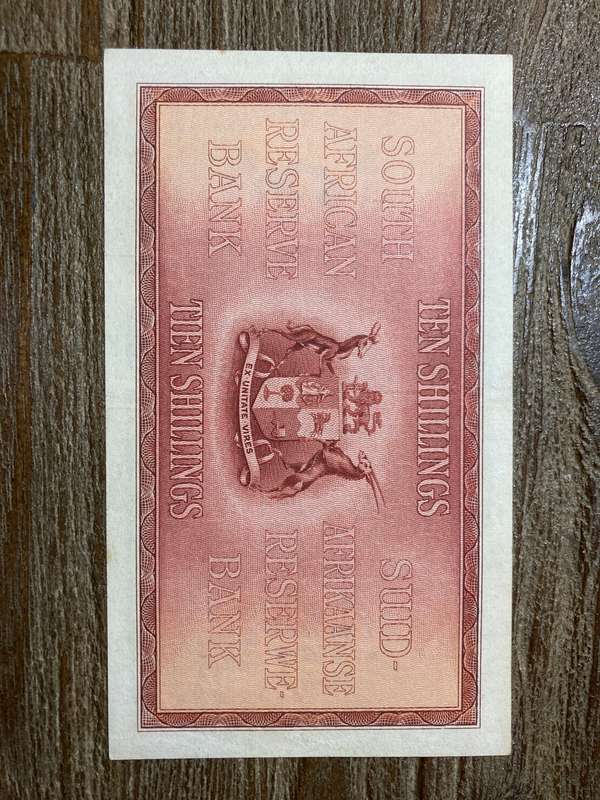 TEN SHILLINGS
SOUTH
AFRICAN
RESERVE
BANK
EX UNITATE VIRES
SUID-
AFRIKAANSE
RESERWE-
BANK
TIEN SHILLINGS